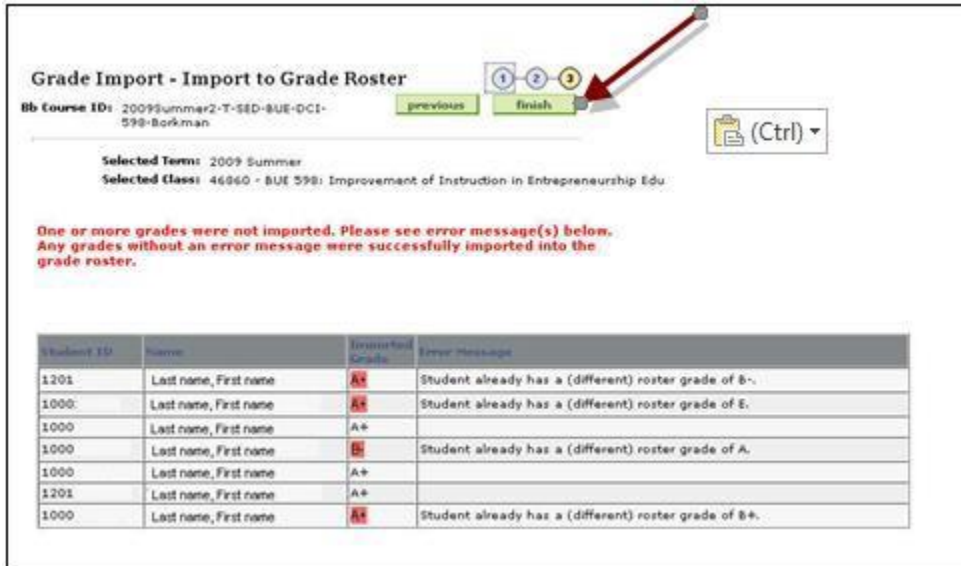 Grade Import - Import to Grade Roster
1 2 3
Bb Course ID: 2009Summer2-T-SED-BUE-DCI-
598-Borkman
previous finish
(Ctrl)
Selected Term: 2009 Summer
Selected Class: 46860 - BUE 598: Improvement of Instruction in Entrepreneurship Edu
One or more grades were not imported. Please see error message(s) below.
Any grades without an error message were successfully imported into the
grade roster.
Student ID Name Imported Grade Error Message
1201 Last name, First name A+ Student already has a (different) roster grade of B-.
1000 Last name, First name A+ Student already has a (different) roster grade of E.
1000 Last name, First name A+
1000 Last name, First name B- Student already has a (different) roster grade of A.
1000 Last name, First name A+
1201 Last name, First name A+
1000 Last name, First name A+ Student already has a (different) roster grade of B+.